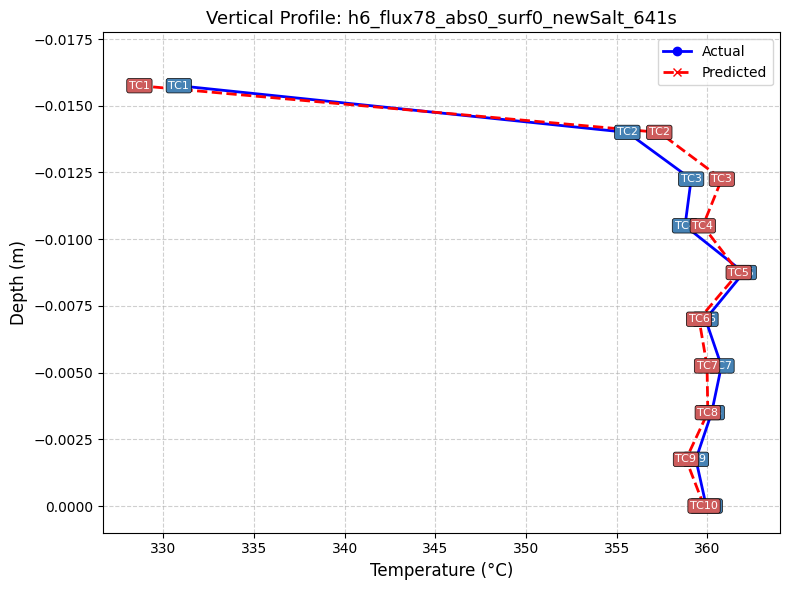 Vertical Profile: h6_flux78_abs0_surf0_newSalt_641s
Actual
Predicted
−0.0175
−0.0150
−0.0125
−0.0100
−0.0075
−0.0050
−0.0025
0.0000
Depth (m)
TC1
TC1
TC2
TC2
TC3
TC3
TC4
TC5
TC6
TC7
TC8
TC9
TC10
330
335
340
345
350
355
360
Temperature (°C)